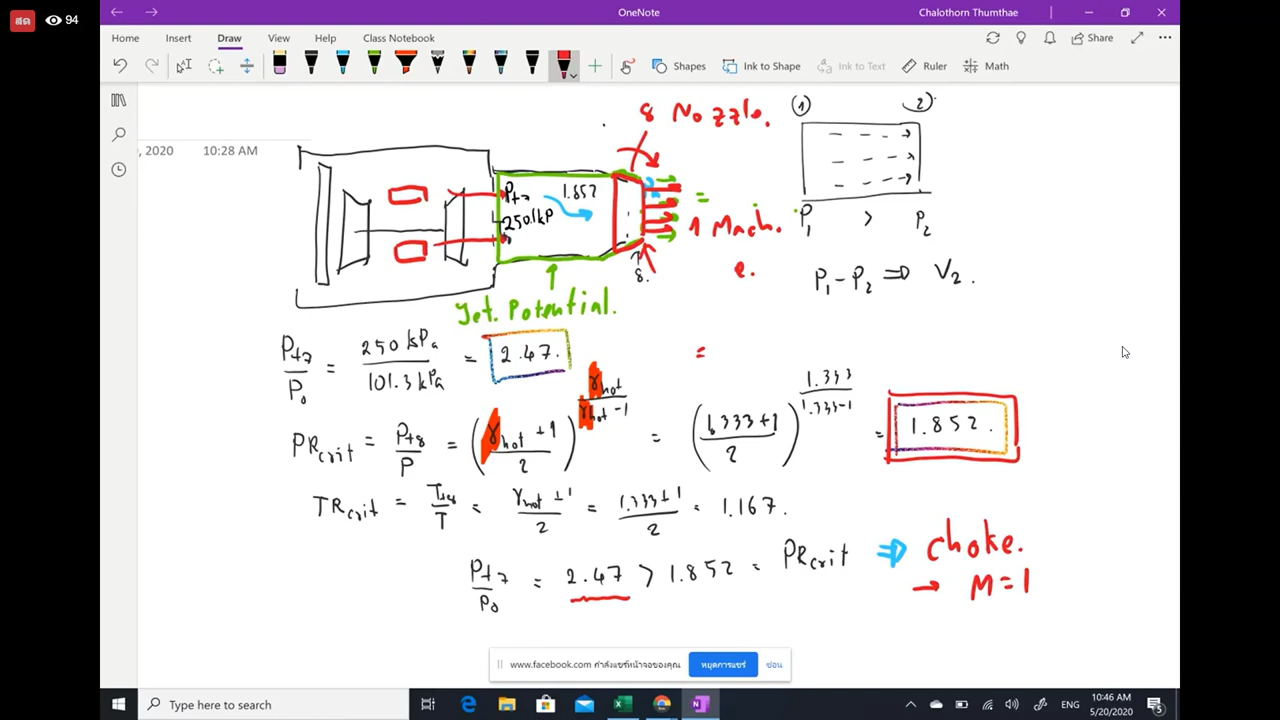 สด 94
OneNote
Chalothorn Thumthae
Home Insert Draw View Help Class Notebook
Share
Shapes Ink to Shape Ink to Text Ruler Math
, 2020 10:28 AM
8 Nozzle.
1 2
Pt7 1.852
250.1kP
1 Mach.
e.
8.
P1 > P2
P1 - P2 ⇒ V2.
Jet. Potential.
Pt7/P0 = 250 kPa/101.3 kPa = 2.47.
=
PRcrit = Pt8/P = ((γhot + 1)/2)^(γhot/(γhot - 1)) = ((1.333+1)/2)^(1.333/(1.333-1)) = 1.852.
TRcrit = Tt8/T = (γhot + 1)/2 = (1.333+1)/2 = 1.167.
Pt7/P0 = 2.47 > 1.852 = PRcrit ⇒ choke.
→ M=1
www.facebook.com กำลังแชร์หน้าจอของคุณ หยุดการแชร์ ซ่อน
Type here to search
ENG
10:46 AM
5/20/2020
5